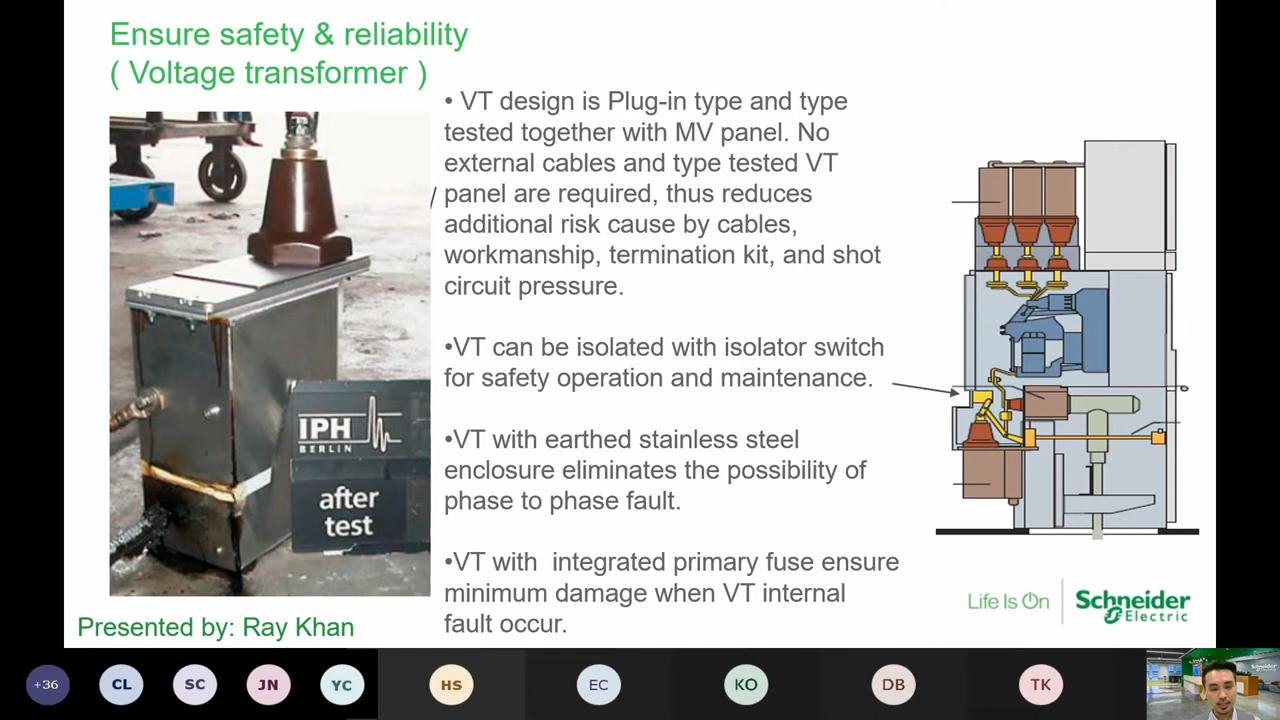 Ensure safety & reliability
( Voltage transformer )
• VT design is Plug-in type and type
tested together with MV panel. No
external cables and type tested VT
/ panel are required, thus reduces
additional risk cause by cables,
workmanship, termination kit, and shot
circuit pressure.
•VT can be isolated with isolator switch
for safety operation and maintenance.
•VT with earthed stainless steel
enclosure eliminates the possibility of
phase to phase fault.
•VT with integrated primary fuse ensure
minimum damage when VT internal
fault occur.
IPH
BERLIN
after
test
Life Is On
Schneider
Electric
Presented by: Ray Khan
+36
CL
SC
JN
YC
HS
EC
KO
DB
TK
Schneider